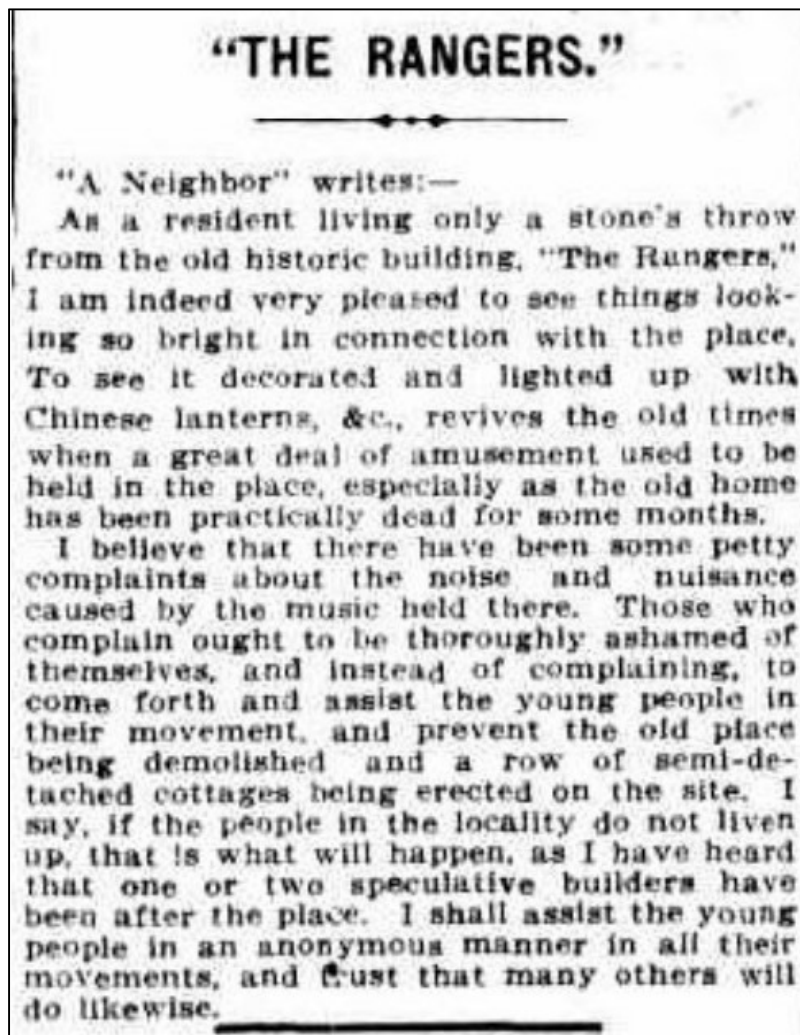 "THE RANGERS."
"A Neighbor" writes:—
As a resident living only a stone's throw
from the old historic building, "The Rangers,"
I am indeed very pleased to see things look-
ing so bright in connection with the place.
To see it decorated and lighted up with
Chinese lanterns, &c., revives the old times
when a great deal of amusement used to be
held in the place, especially as the old home
has been practically dead for some months.
I believe that there have been some petty
complaints about the noise and nuisance
caused by the music held there. Those who
complain ought to be thoroughly ashamed of
themselves, and instead of complaining, to
come forth and assist the young people in
their movement, and prevent the old place
being demolished and a row of semi-de-
tached cottages being erected on the site. I
say, if the people in the locality do not liven
up, that is what will happen, as I have heard
that one or two speculative builders have
been after the place. I shall assist the young
people in an anonymous manner in all their
movements, and trust that many others will
do likewise.